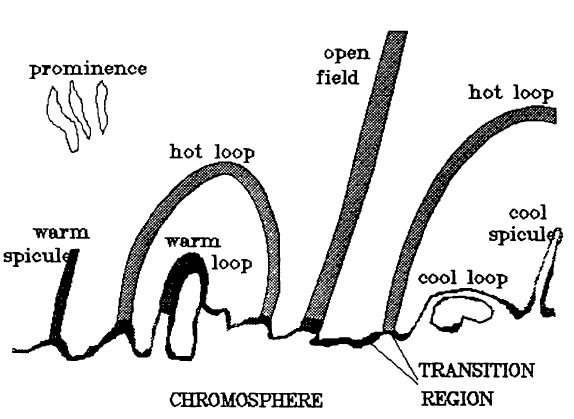 open
field
prominence
hot loop
hot loop
warm
spicule
warm
loop
cool
spicule
cool loop
TRANSITION
REGION
CHROMOSPHERE